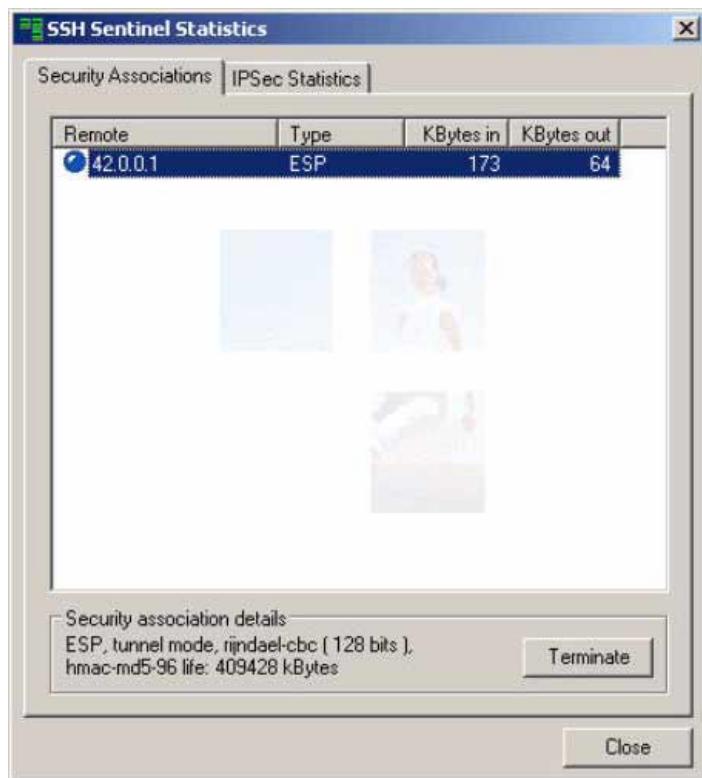 SSH Sentinel Statistics
Security Associations IPSec Statistics
Remote Type KBytes in KBytes out
42.0.0.1 ESP 173 64
Security association details
ESP, tunnel mode, rijndael-cbc ( 128 bits ),
hmac-md5-96 life: 409428 kBytes
Terminate
Close